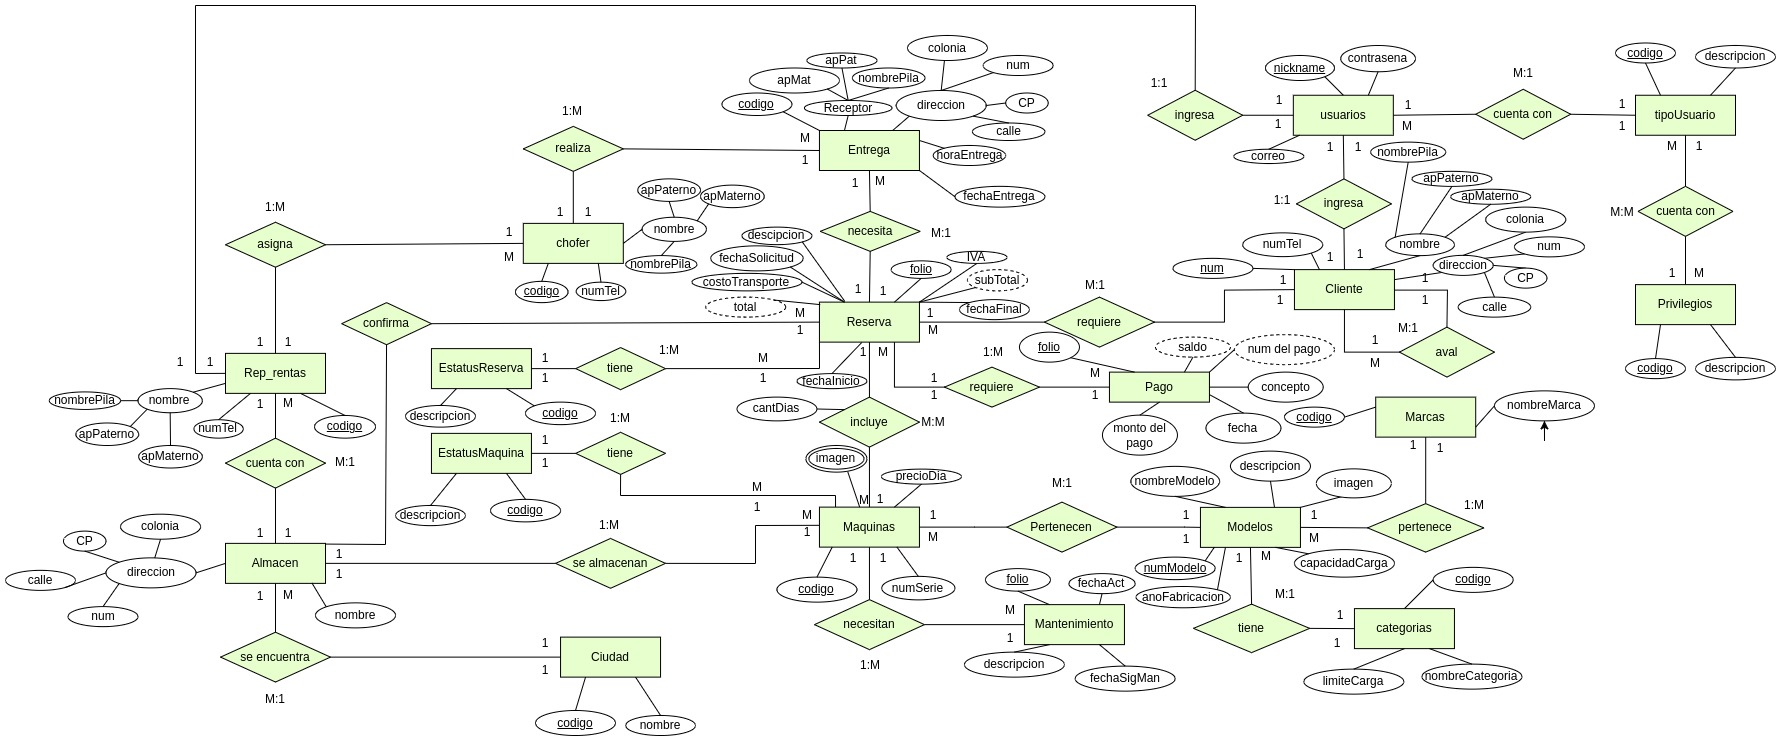 1:1
ingresa
1
1
usuarios
nickname
contrasena
correo
1
M
M:1
cuenta con
1
1
tipoUsuario
codigo
descripcion
M
1
M:M
cuenta con
1
M
Privilegios
codigo
descripcion
1
1
1:1
ingresa
1
1
Cliente
num
numTel
nombre
nombrePila
apPaterno
apMaterno
direccion
colonia
num
CP
calle
1
1
1
1
M:1
aval
1
M
1:M
realiza
M
1
Entrega
codigo
Receptor
apMat
apPat
nombrePila
direccion
colonia
num
CP
calle
horaEntrega
fechaEntrega
1
M
necesita
M:1
1
1
1:M
asigna
1
M
chofer
1
1
nombre
apPaterno
apMaterno
nombrePila
codigo
numTel
1
1
Reserva
descipcion
fechaSolicitud
costoTransporte
total
folio
IVA
subTotal
fechaFinal
fechaInicio
M
1
1
M
M:1
requiere
confirma
1
1
Rep_rentas
nombre
nombrePila
apPaterno
apMaterno
numTel
codigo
1
M
cuenta con
M:1
1
1
EstatusReserva
descripcion
codigo
1
1
tiene
1:M
M
1
EstatusMaquina
descripcion
codigo
1
1
tiene
1:M
M
1
1
M
1
1
1:M
requiere
M
1
Pago
folio
saldo
num del pago
concepto
fecha
monto del
pago
cantDias
incluye
M:M
M
1
Maquinas
imagen
precioDia
codigo
numSerie
M
1
1
M
M:1
Pertenecen
1
1
Modelos
nombreModelo
descripcion
imagen
numModelo
anoFabricacion
capacidadCarga
1
M
1:M
pertenece
1
1
Marcas
codigo
nombreMarca
1
M
M:1
tiene
1
1
categorias
codigo
limiteCarga
nombreCategoria
1
1
necesitan
1:M
M
1
Mantenimiento
folio
fechaAct
descripcion
fechaSigMan
Almacen
direccion
CP
colonia
calle
num
nombre
1
1
1:M
se almacenan
1
M
se encuentra
M:1
1
1
Ciudad
codigo
nombre